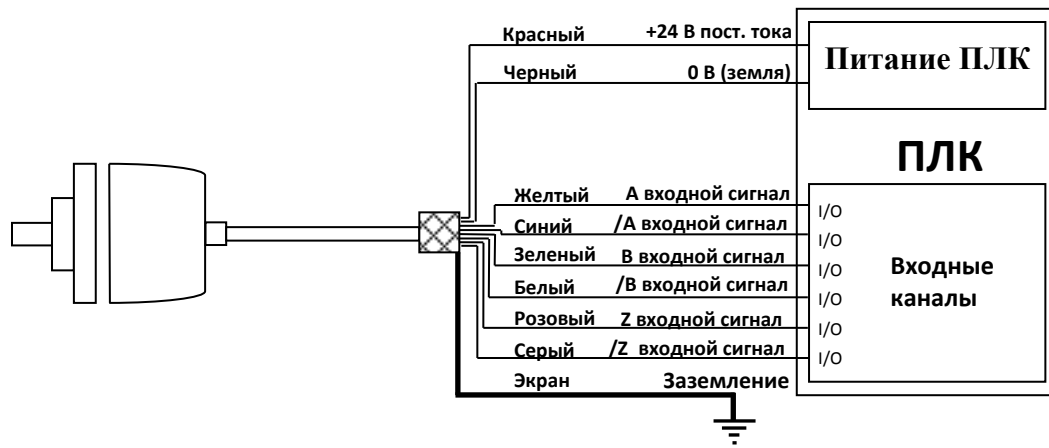 Красный +24 В пост. тока
Черный 0 В (земля)
Питание ПЛК
ПЛК
Желтый А входной сигнал I/O
Синий /А входной сигнал I/O
Зеленый В входной сигнал I/O
Белый /В входной сигнал I/O
Розовый Z входной сигнал I/O
Серый /Z входной сигнал I/O
Входные
каналы
Экран Заземление